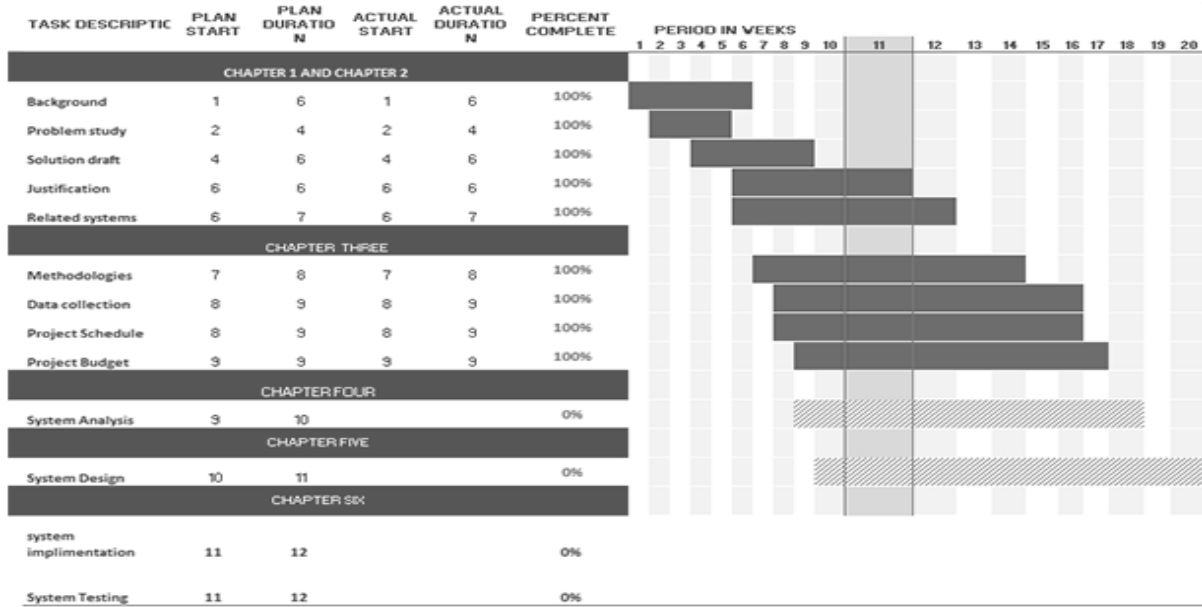 TASK DESCRIPTIC PLAN START PLAN DURATIO N ACTUAL START ACTUAL DURATIO N PERCENT COMPLETE PERIOD IN WEEKS
1 2 3 4 5 6 7 8 9 10 11 12 13 14 15 16 17 18 19 20
CHAPTER 1 AND CHAPTER 2
Background 1 6 1 6 100%
Problem study 2 4 2 4 100%
Solution draft 4 6 4 6 100%
Justification 6 6 6 6 100%
Related systems 6 7 6 7 100%
CHAPTER THREE
Methodologies 7 8 7 8 100%
Data collection 8 9 8 9 100%
Project Schedule 8 9 8 9 100%
Project Budget 9 9 9 9 100%
CHAPTER FOUR
System Analysis 9 10 0%
CHAPTER FIVE
System Design 10 11 0%
CHAPTER SIX
system
implimentation 11 12 0%
System Testing 11 12 0%